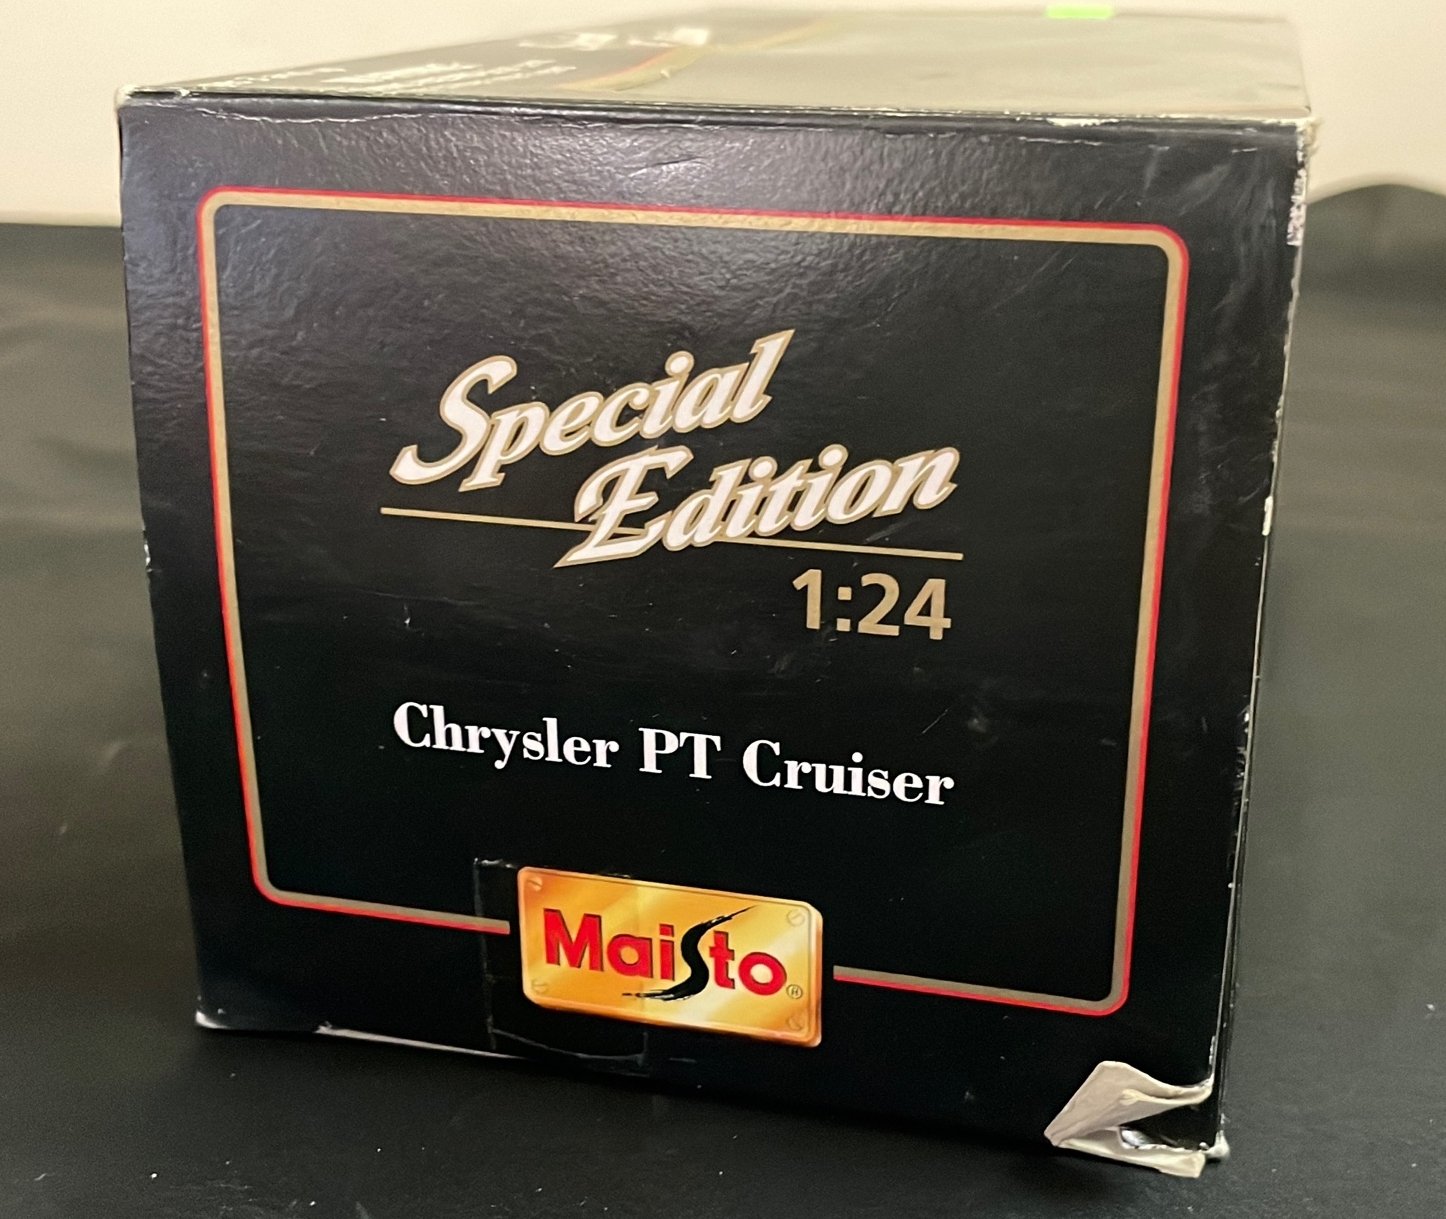 Special
Edition
1:24
Chrysler PT Cruiser
Maisto®